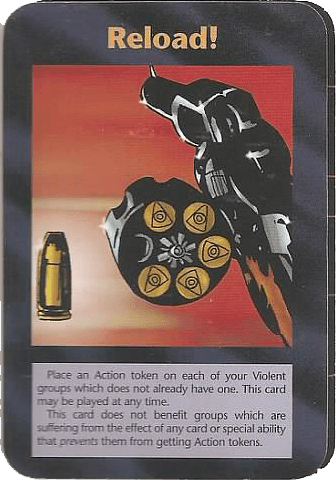 Reload!
Place an Action token on each of your Violent
groups which does not already have one. This card
may be played at any time.
This card does not benefit groups which are
suffering from the effect of any card or special ability
that prevents them from getting Action tokens.